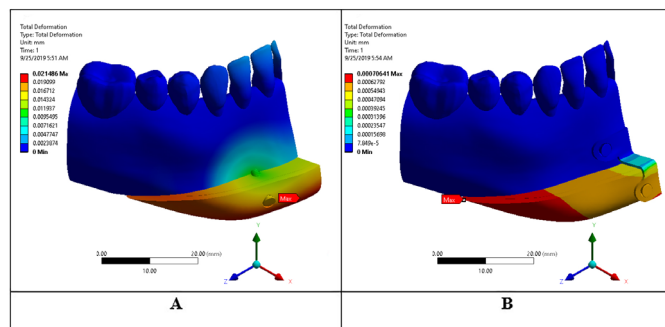 Total Deformation
Type: Total Deformation
Unit: mm
Time: 1
9/25/2019 5:51 AM
0.021486 Ma
0.019099
0.016712
0.014324
0.011937
0.0095495
0.0071621
0.0047747
0.0023874
0 Min
Max
0.00
20.00 (mm)
10.00
Y
Z
X
A
Total Deformation
Type: Total Deformation
Unit: mm
Time: 1
9/25/2019 5:54 AM
0.00070641 Max
0.00062792
0.00054943
0.00047094
0.00039245
0.00031396
0.00023547
0.00015698
7.849e-5
0 Min
Max
0.00
20.00 (mm)
10.00
Y
Z
X
B